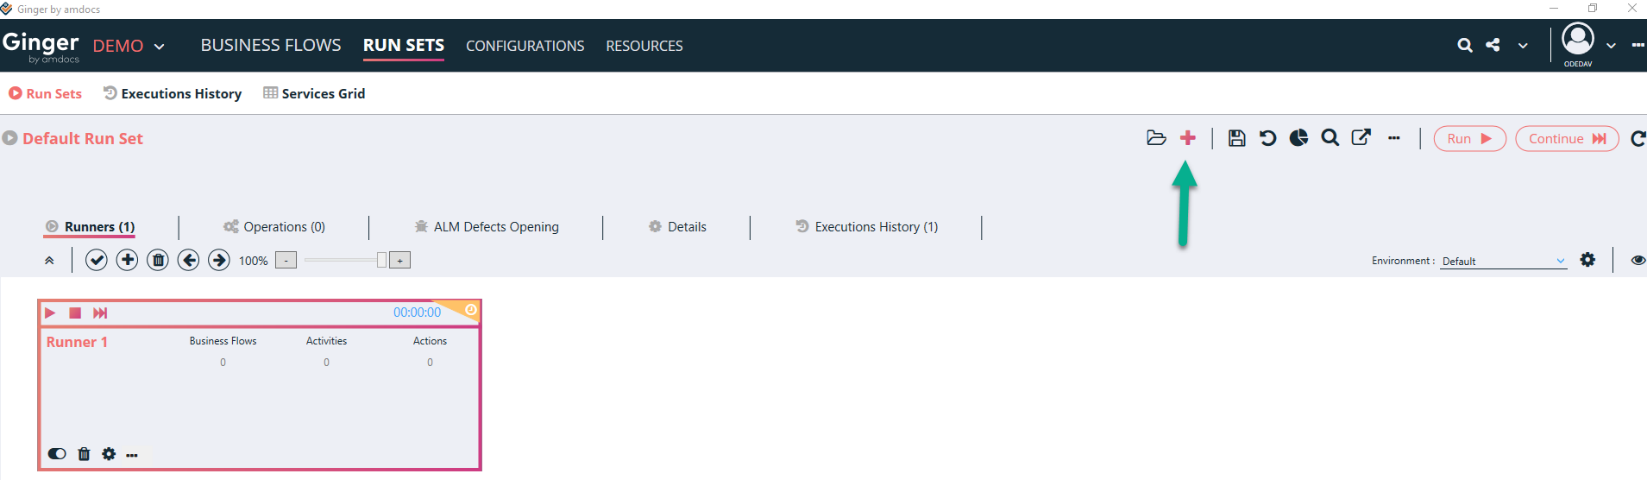 Ginger by amdocs
Ginger by amdocs DEMO BUSINESS FLOWS RUN SETS CONFIGURATIONS RESOURCES
ODEDAV
Run Sets Executions History Services Grid
Default Run Set Run Continue
Runners (1) Operations (0) ALM Defects Opening Details Executions History (1)
100% - + Environment : Default
00:00:00
Runner 1 Business Flows Activities Actions
0 0 0